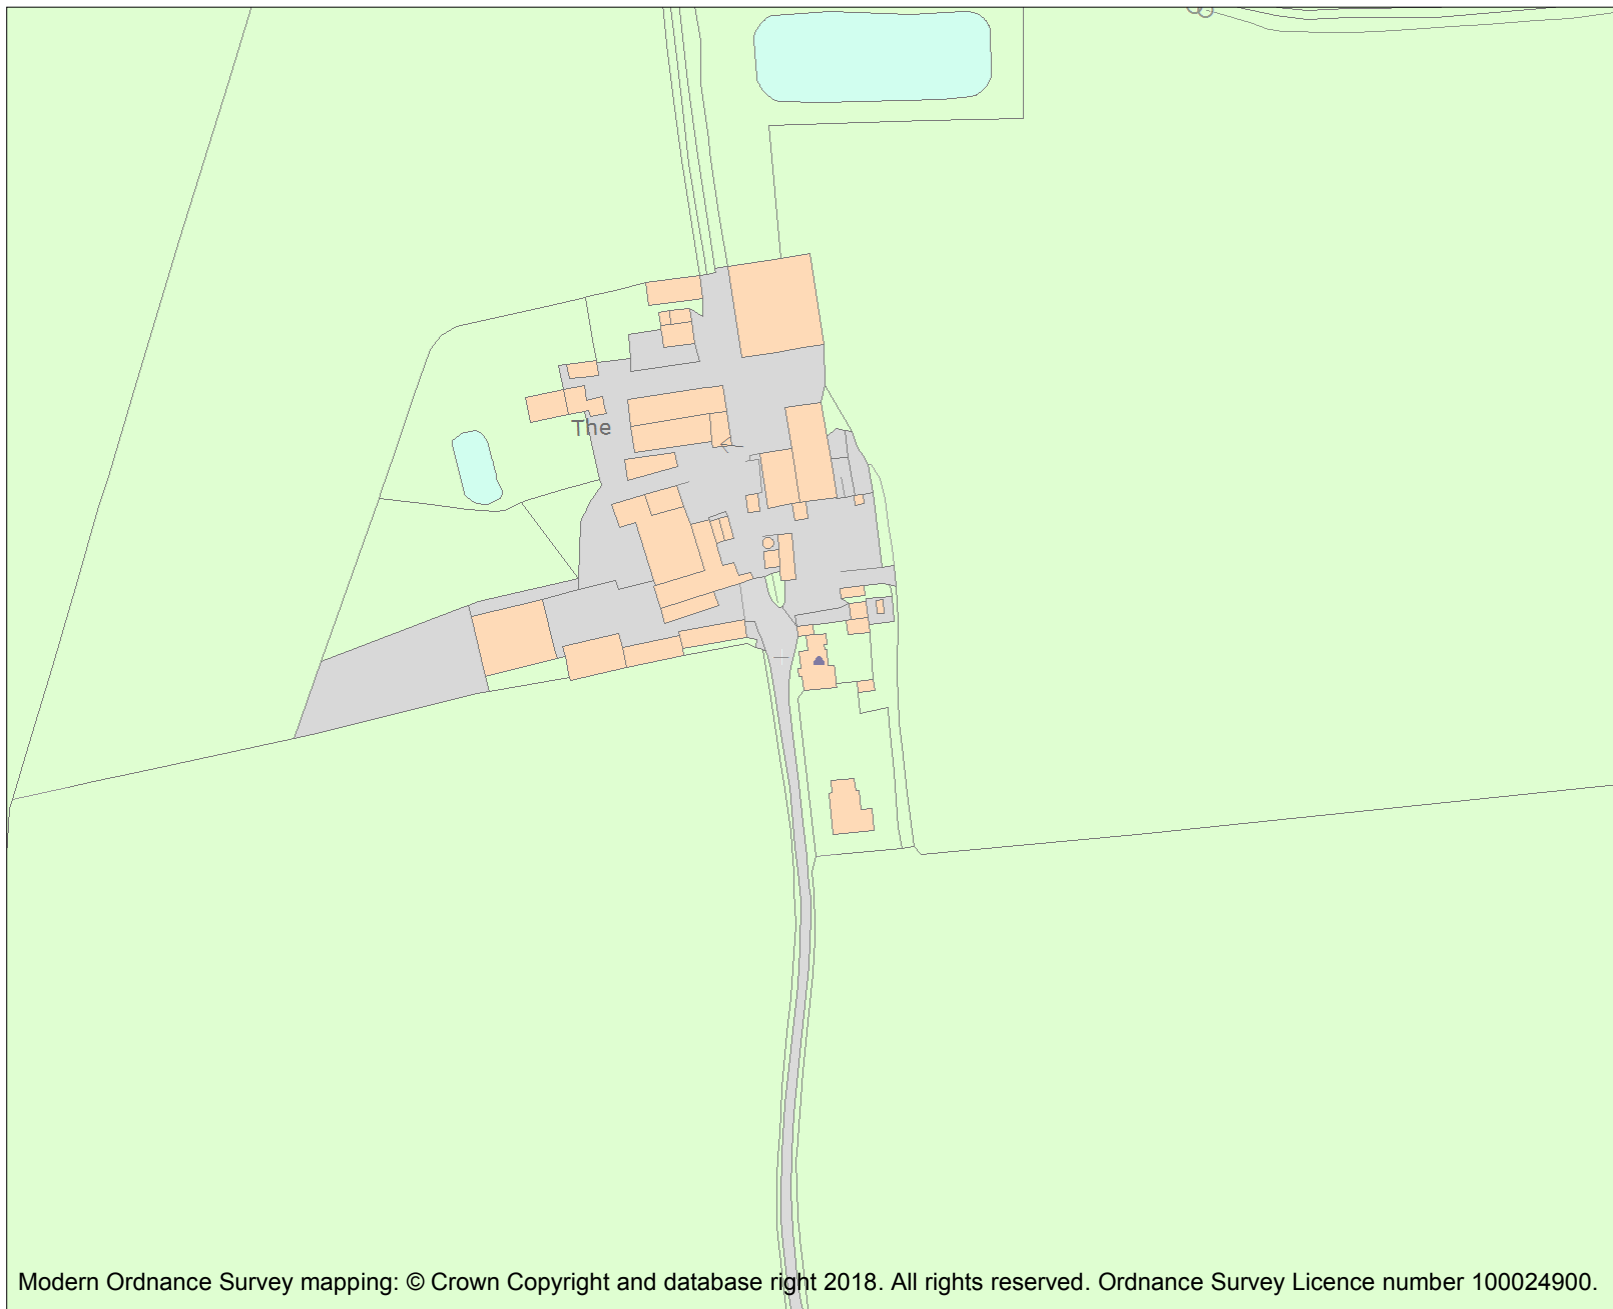 The
Modern Ordnance Survey mapping: © Crown Copyright and database right 2018. All rights reserved. Ordnance Survey Licence number 100024900.